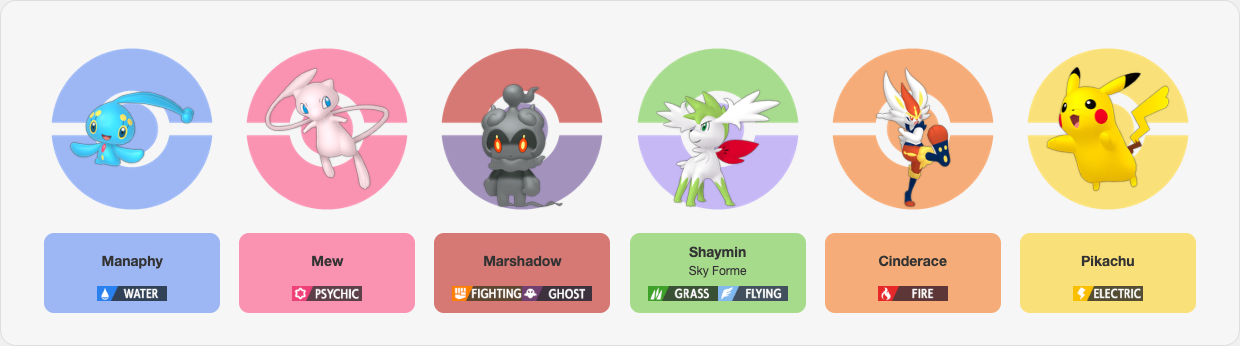 Manaphy
WATER
Mew
PSYCHIC
Marshadow
FIGHTING GHOST
Shaymin
Sky Forme
GRASS FLYING
Cinderace
FIRE
Pikachu
ELECTRIC